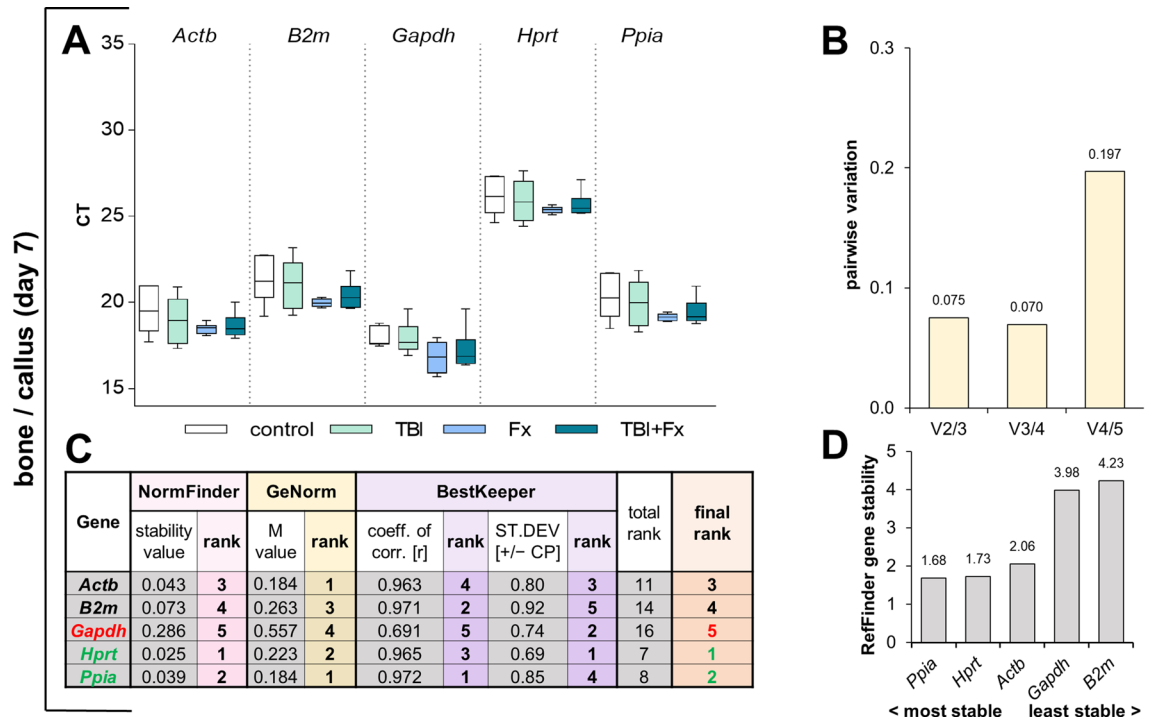 bone / callus (day 7)
A
Actb B2m Gapdh Hprt Ppia
CT
35
30
25
20
15
control TBI Fx TBI+Fx
B
pairwise variation
0.3
0.2
0.1
0.0
0.075 0.070 0.197
V2/3 V3/4 V4/5
C
Gene NormFinder GeNorm BestKeeper total rank final rank
stability value rank M value rank coeff. of corr. [r] rank ST.DEV [+/− CP] rank
Actb 0.043 3 0.184 1 0.963 4 0.80 3 11 3
B2m 0.073 4 0.263 3 0.971 2 0.92 5 14 4
Gapdh 0.286 5 0.557 4 0.691 5 0.74 2 16 5
Hprt 0.025 1 0.223 2 0.965 3 0.69 1 7 1
Ppia 0.039 2 0.184 1 0.972 1 0.85 4 8 2
D
RefFinder gene stability
5
4
3
2
1
0
1.68 1.73 2.06 3.98 4.23
Ppia Hprt Actb Gapdh B2m
< most stable least stable >